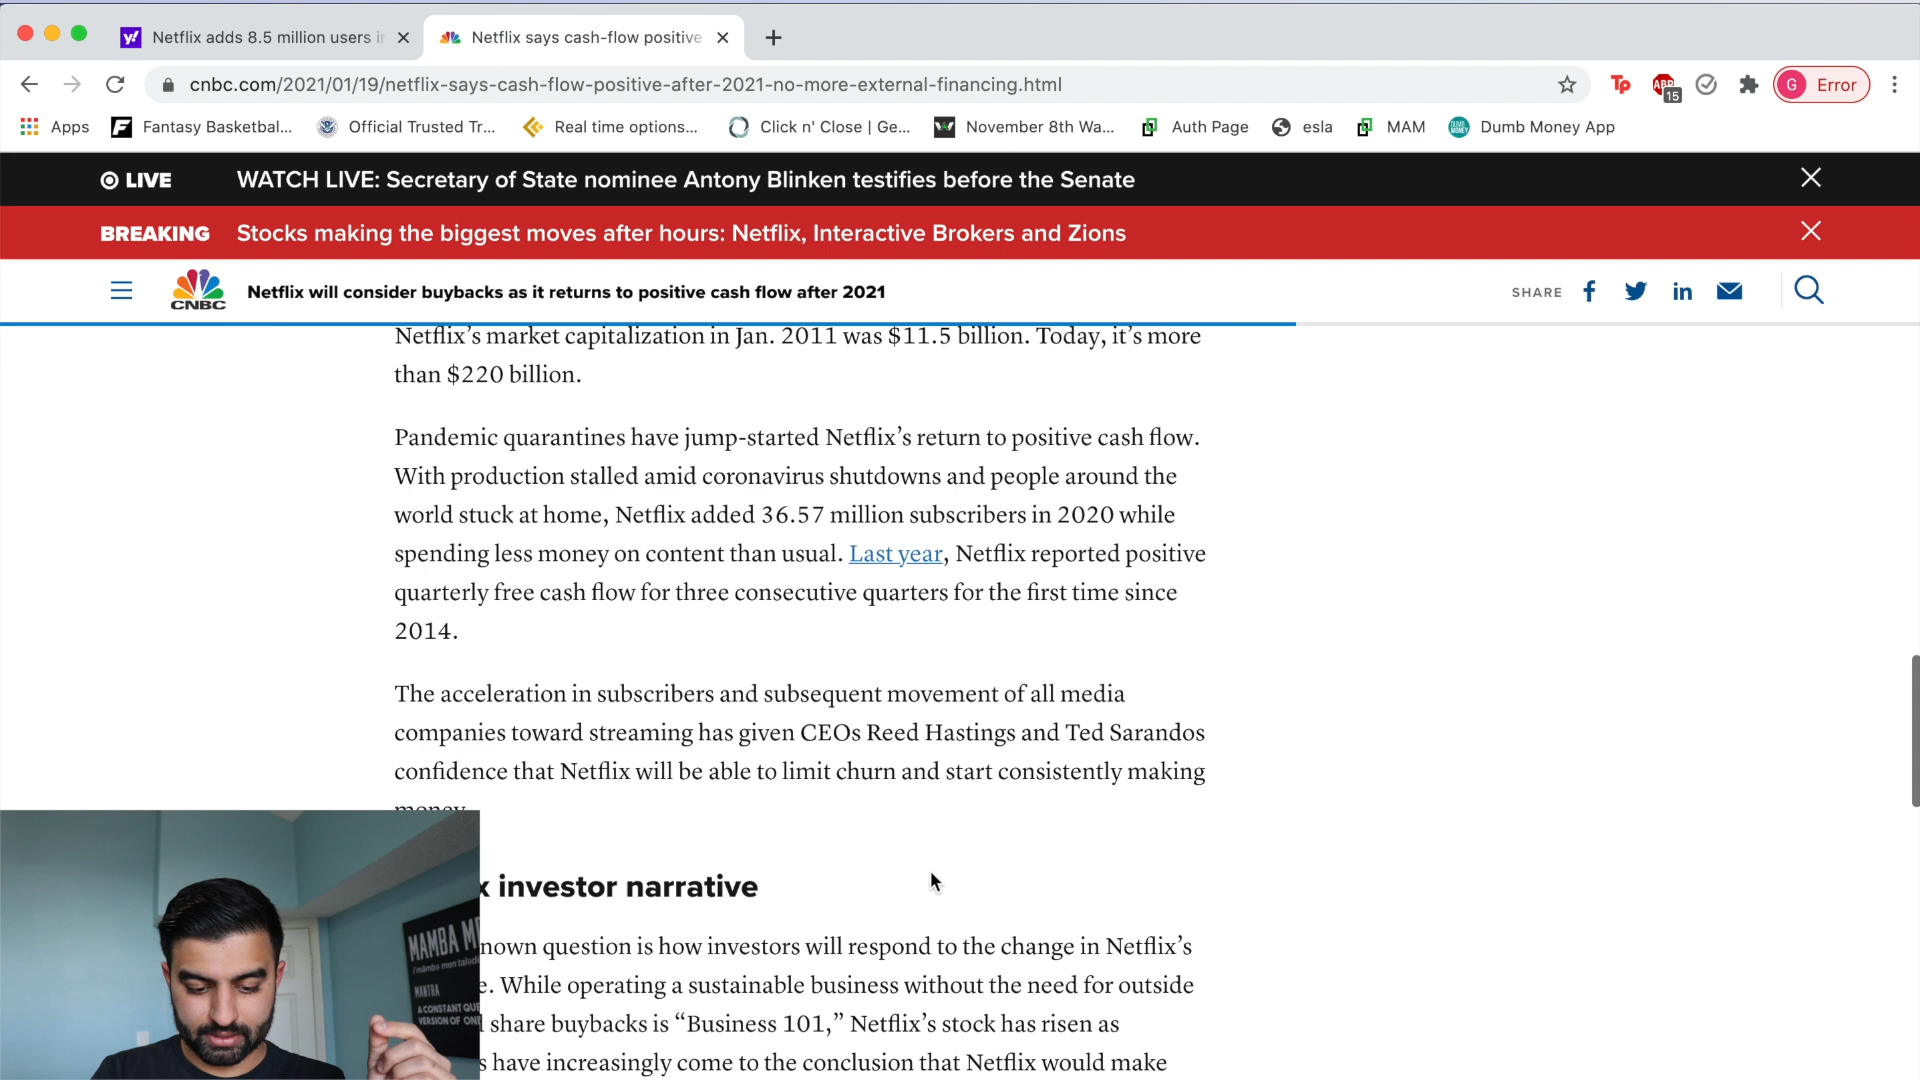 Netflix adds 8.5 million users in
Netflix says cash-flow positive
cnbc.com/2021/01/19/netflix-says-cash-flow-positive-after-2021-no-more-external-financing.html
Tp
ABP
15
G
Error
Apps
Fantasy Basketbal...
Official Trusted Tr...
Real time options...
Click n' Close | Ge...
November 8th Wa...
Auth Page
esla
MAM
Dumb Money App
LIVE WATCH LIVE: Secretary of State nominee Antony Blinken testifies before the Senate
BREAKING Stocks making the biggest moves after hours: Netflix, Interactive Brokers and Zions
CNBC
Netflix will consider buybacks as it returns to positive cash flow after 2021
SHARE
Netflix’s market capitalization in Jan. 2011 was $11.5 billion. Today, it’s more
than $220 billion.
Pandemic quarantines have jump-started Netflix’s return to positive cash flow.
With production stalled amid coronavirus shutdowns and people around the
world stuck at home, Netflix added 36.57 million subscribers in 2020 while
spending less money on content than usual. Last year, Netflix reported positive
quarterly free cash flow for three consecutive quarters for the first time since
2014.
The acceleration in subscribers and subsequent movement of all media
companies toward streaming has given CEOs Reed Hastings and Ted Sarandos
confidence that Netflix will be able to limit churn and start consistently making
money.
x investor narrative
nown question is how investors will respond to the change in Netflix’s
e. While operating a sustainable business without the need for outside
share buybacks is “Business 101,” Netflix’s stock has risen as
s have increasingly come to the conclusion that Netflix would make
MAMBA M
MANTRA
A CONSTANT QUE
VERSION OF ONE